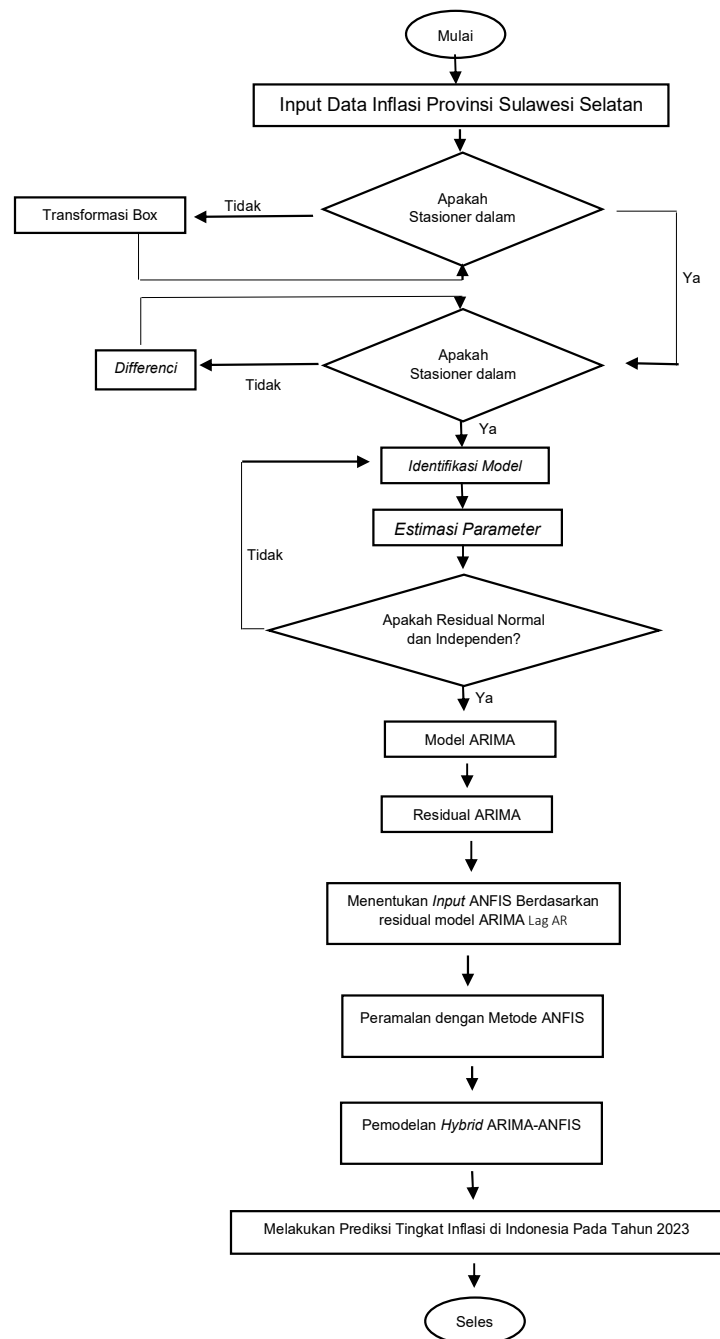 Mulai
Input Data Inflasi Provinsi Sulawesi Selatan
Apakah
Stasioner dalam
Tidak
Transformasi Box
Ya
Apakah
Stasioner dalam
Differenci
Tidak
Ya
Identifikasi Model
Estimasi Parameter
Tidak
Apakah Residual Normal
dan Independen?
Ya
Model ARIMA
Residual ARIMA
Menentukan Input ANFIS Berdasarkan
residual model ARIMA Lag AR
Peramalan dengan Metode ANFIS
Pemodelan Hybrid ARIMA-ANFIS
Melakukan Prediksi Tingkat Inflasi di Indonesia Pada Tahun 2023
Seles